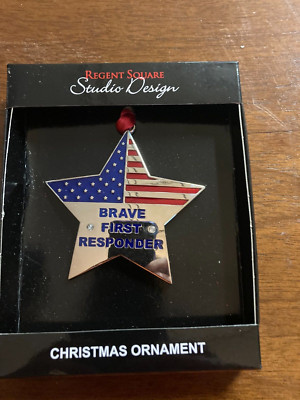 REGENT SQUARE
Studio Design
BRAVE
FIRST
RESPONDER
CHRISTMAS ORNAMENT